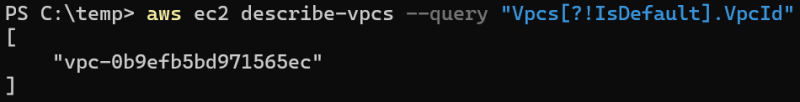 PS C:\temp> aws ec2 describe-vpcs --query "Vpcs[?!IsDefault].VpcId"
[
    "vpc-0b9efb5bd971565ec"
]